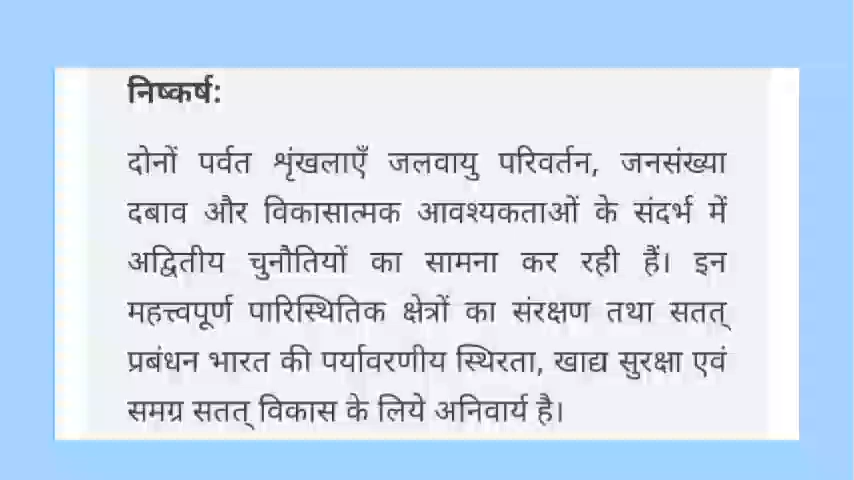 निष्कर्ष:
दोनों पर्वत शृंखलाएँ जलवायु परिवर्तन, जनसंख्या
दबाव और विकासात्मक आवश्यकताओं के संदर्भ में
अद्वितीय चुनौतियों का सामना कर रही हैं। इन
महत्त्वपूर्ण पारिस्थितिक क्षेत्रों का संरक्षण तथा सतत्
प्रबंधन भारत की पर्यावरणीय स्थिरता, खाद्य सुरक्षा एवं
समग्र सतत् विकास के लिये अनिवार्य है।